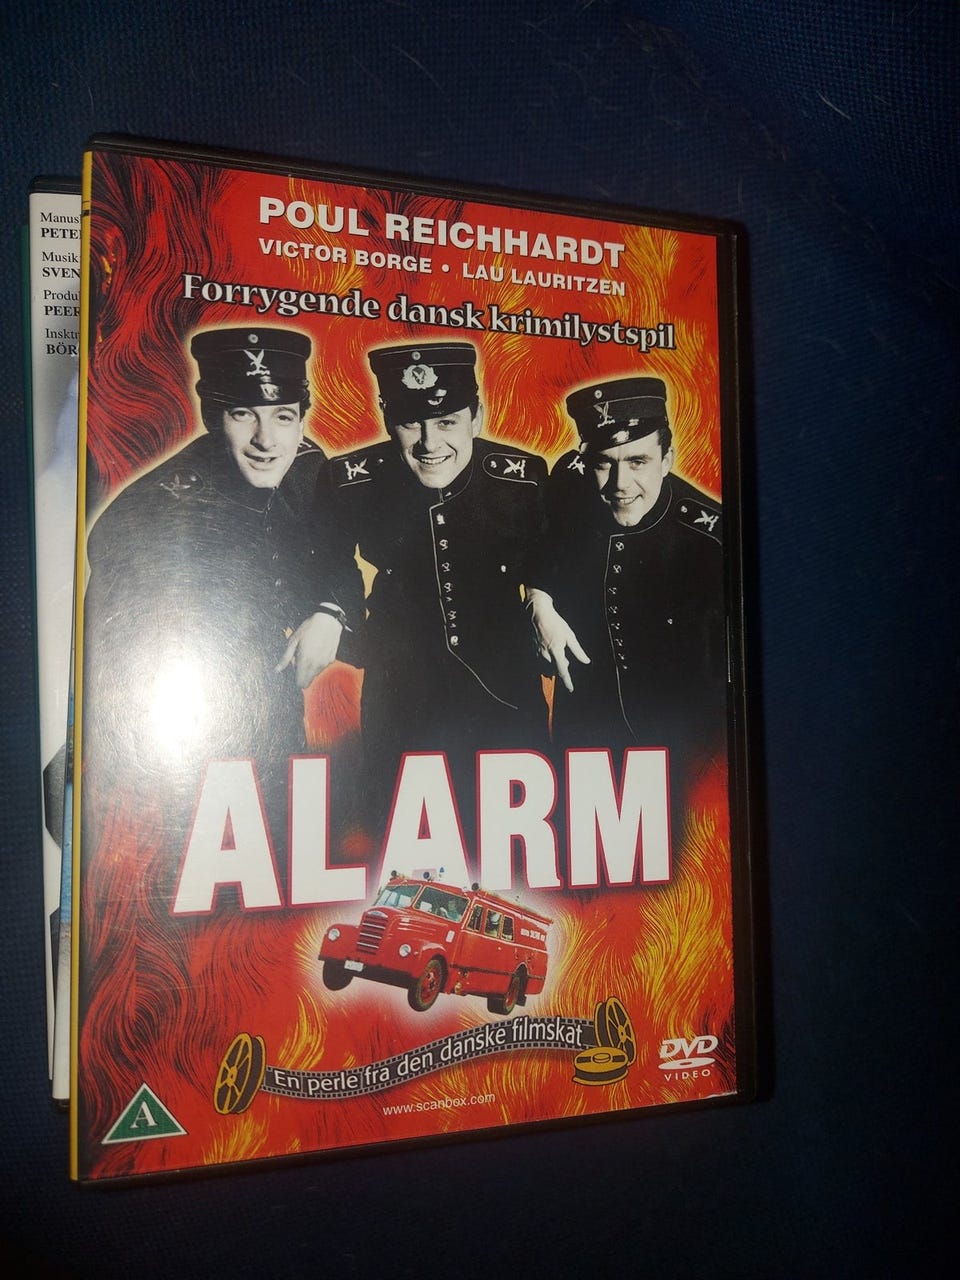 POUL REICHHARDT
VICTOR BORGE • LAU LAURITZEN
Forrygende dansk krimilystspil
ALARM
En perle fra den danske filmskat
www.scanbox.com
A
DVD
VIDEO
Manus
PETE
Musik:
SVEN
Produ
PEER
Insktr
BÖR